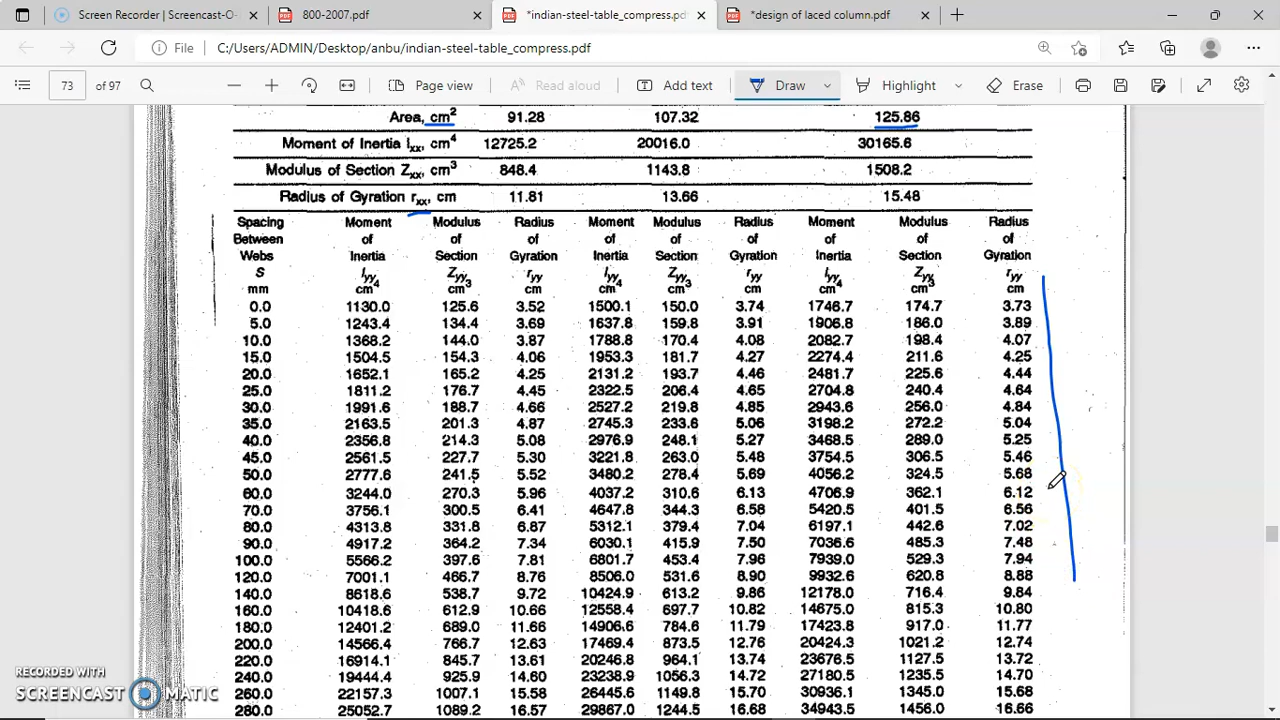 Screen Recorder | Screencast-O- 800-2007.pdf *indian-steel-table_compress.pd *design of laced column.pdf
File C:/Users/ADMIN/Desktop/anbu/indian-steel-table_compress.pdf
73 of 97 Page view Read aloud Add text Draw Highlight Erase
Area, cm2 91.28 107.32 125.86
Moment of Inertia Ixx, cm4 12725.2 20016.0 30165.6
Modulus of Section Zxx, cm3 848.4 1143.8 1508.2
Radius of Gyration rxx, cm 11.81 13.66 15.48
Spacing Moment Modulus Radius Moment Modulus Radius Moment Modulus Radius
Between of of of of of of of of of
Webs Inertia Section Gyration Inertia Section Gyration Inertia Section Gyration
S Iyy Zyy ryy Iyy Zyy ryy Iyy Zyy ryy
mm cm4 cm3 cm cm4 cm3 cm cm4 cm3 cm
0.0 1130.0 125.6 3.52 1500.1 150.0 3.74 1746.7 174.7 3.73
5.0 1243.4 134.4 3.69 1637.8 159.8 3.91 1906.8 186.0 3.89
10.0 1368.2 144.0 3.87 1788.8 170.4 4.08 2082.7 198.4 4.07
15.0 1504.5 154.3 4.06 1953.3 181.7 4.27 2274.4 211.6 4.25
20.0 1652.1 165.2 4.25 2131.2 193.7 4.46 2481.7 225.6 4.44
25.0 1811.2 176.7 4.45 2322.5 206.4 4.65 2704.8 240.4 4.64
30.0 1991.6 188.7 4.66 2527.2 219.8 4.85 2943.6 256.0 4.84
35.0 2163.5 201.3 4.87 2745.3 233.6 5.06 3198.2 272.2 5.04
40.0 2356.8 214.3 5.08 2976.9 248.1 5.27 3468.5 289.0 5.25
45.0 2561.5 227.7 5.30 3221.8 263.0 5.48 3754.5 306.5 5.46
50.0 2777.6 241.5 5.52 3480.2 278.4 5.69 4056.2 324.5 5.68
60.0 3244.0 270.3 5.96 4037.2 310.6 6.13 4706.9 362.1 6.12
70.0 3756.1 300.5 6.41 4647.8 344.3 6.58 5420.5 401.5 6.56
80.0 4313.8 331.8 6.87 5312.1 379.4 7.04 6197.1 442.6 7.02
90.0 4917.2 364.2 7.34 6030.1 415.9 7.50 7036.6 485.3 7.48
100.0 5566.2 397.6 7.81 6801.7 453.4 7.96 7939.0 529.3 7.94
120.0 7001.1 466.7 8.76 8506.0 531.6 8.90 9932.6 620.8 8.88
140.0 8618.6 538.7 9.72 10424.9 613.2 9.86 12178.0 716.4 9.84
160.0 10418.6 612.9 10.66 12558.4 697.7 10.82 14675.0 815.3 10.80
180.0 12401.2 689.0 11.66 14906.6 784.6 11.79 17423.8 917.0 11.77
200.0 14566.4 766.7 12.63 17469.4 873.5 12.76 20424.3 1021.2 12.74
220.0 16914.1 845.7 13.61 20246.8 964.1 13.74 23676.5 1127.5 13.72
240.0 19444.4 925.9 14.60 23238.9 1056.3 14.72 27180.5 1235.5 14.70
260.0 22157.3 1007.1 15.58 26445.6 1149.8 15.70 30936.1 1345.0 15.68
280.0 25052.7 1089.2 16.57 29867.0 1244.5 16.68 34943.5 1456.0 16.66
RECORDED WITH
SCREENCAST MATIC